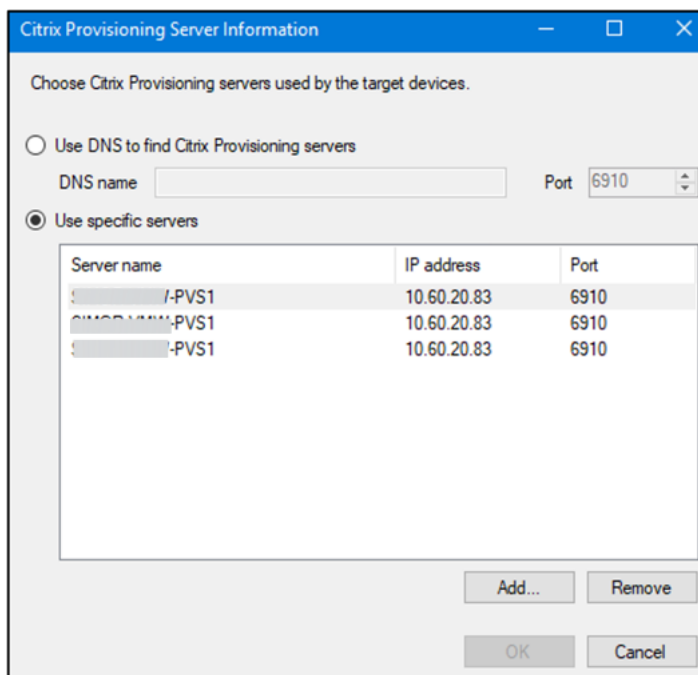 Citrix Provisioning Server Information
Choose Citrix Provisioning servers used by the target devices.
Use DNS to find Citrix Provisioning servers
DNS name Port 6910
Use specific servers
Server name IP address Port
-PVS1 10.60.20.83 6910
-PVS1 10.60.20.83 6910
-PVS1 10.60.20.83 6910
Add... Remove
OK Cancel